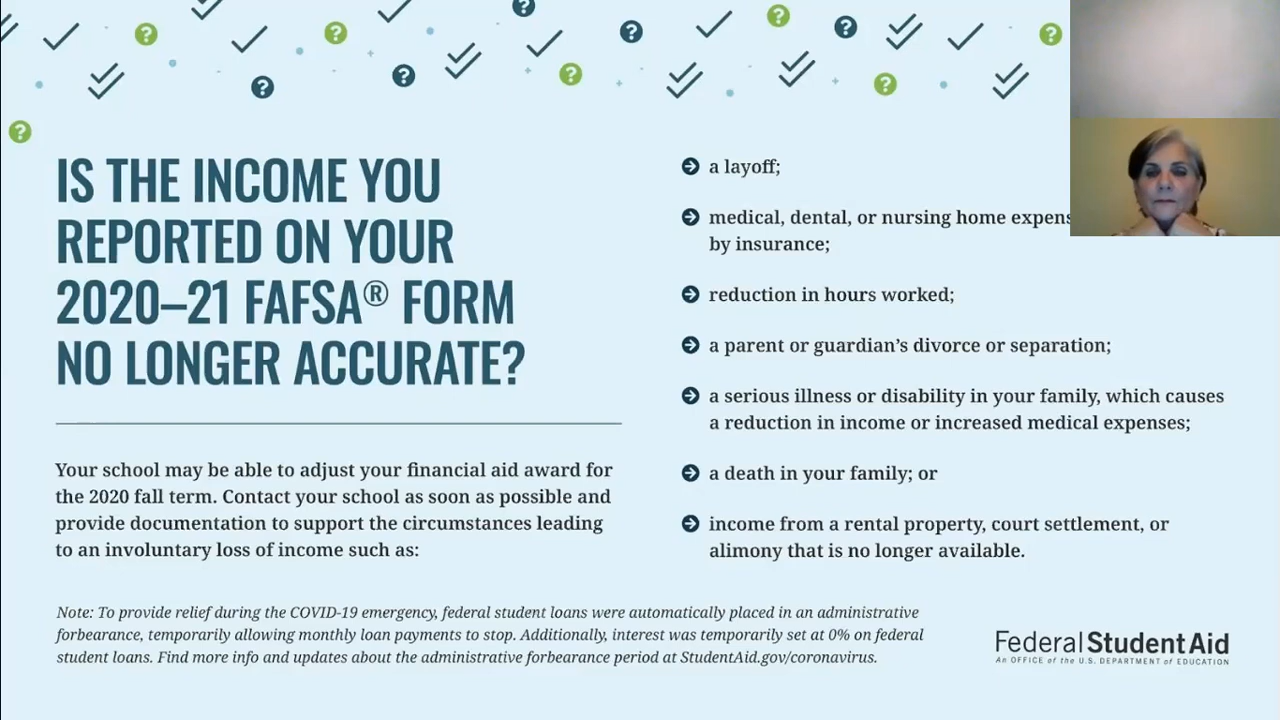 IS THE INCOME YOU
REPORTED ON YOUR
2020–21 FAFSA® FORM
NO LONGER ACCURATE?
Your school may be able to adjust your financial aid award for
the 2020 fall term. Contact your school as soon as possible and
provide documentation to support the circumstances leading
to an involuntary loss of income such as:
a layoff;
medical, dental, or nursing home
by insurance;
reduction in hours worked;
a parent or guardian’s divorce or separation;
a serious illness or disability in your family, which causes
a reduction in income or increased medical expenses;
a death in your family; or
income from a rental property, court settlement, or
alimony that is no longer available.
Note: To provide relief during the COVID-19 emergency, federal student loans were automatically placed in an administrative
forbearance, temporarily allowing monthly loan payments to stop. Additionally, interest was temporarily set at 0% on federal
student loans. Find more info and updates about the administrative forbearance period at StudentAid.gov/coronavirus.
Federal Student Aid
An OFFICE of the U.S. DEPARTMENT of EDUCATION